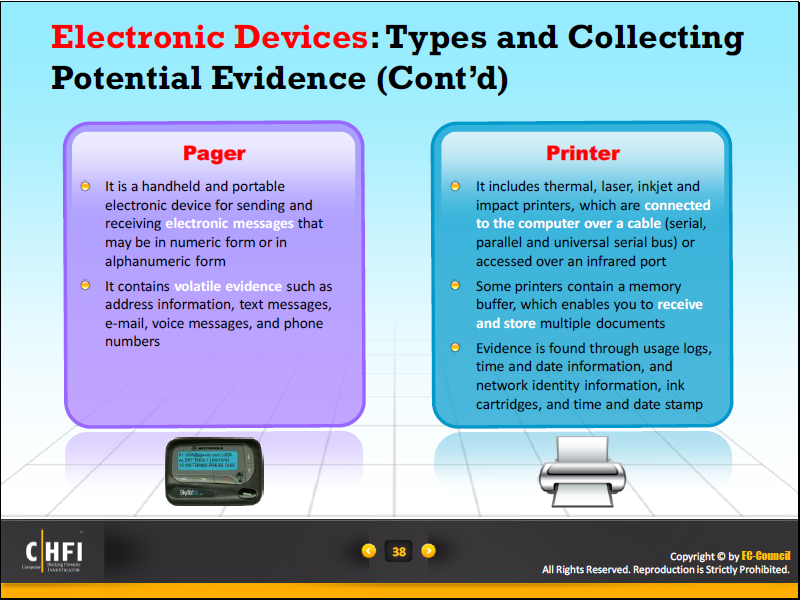 Electronic Devices: Types and Collecting
Potential Evidence (Cont’d)
Pager
It is a handheld and portable
electronic device for sending and
receiving electronic messages that
may be in numeric form or in
alphanumeric form
It contains volatile evidence such as
address information, text messages,
e-mail, voice messages, and phone
numbers
Printer
It includes thermal, laser, inkjet and
impact printers, which are connected
to the computer over a cable (serial,
parallel and universal serial bus) or
accessed over an infrared port
Some printers contain a memory
buffer, which enables you to receive
and store multiple documents
Evidence is found through usage logs,
time and date information, and
network identity information, ink
cartridges, and time and date stamp
MOTOROLA
CHFI
Computer Hacking Forensic
INVESTIGATOR
38
Copyright © by EC-Council
All Rights Reserved. Reproduction is Strictly Prohibited.